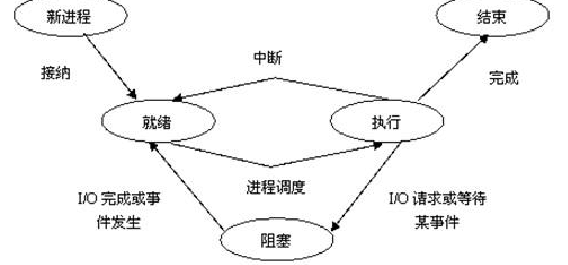 新进程
结束
接纳
中断
完成
就绪
执行
进程调度
I/O 完成或事
件发生
I/O 请求或等待
某事件
阻塞